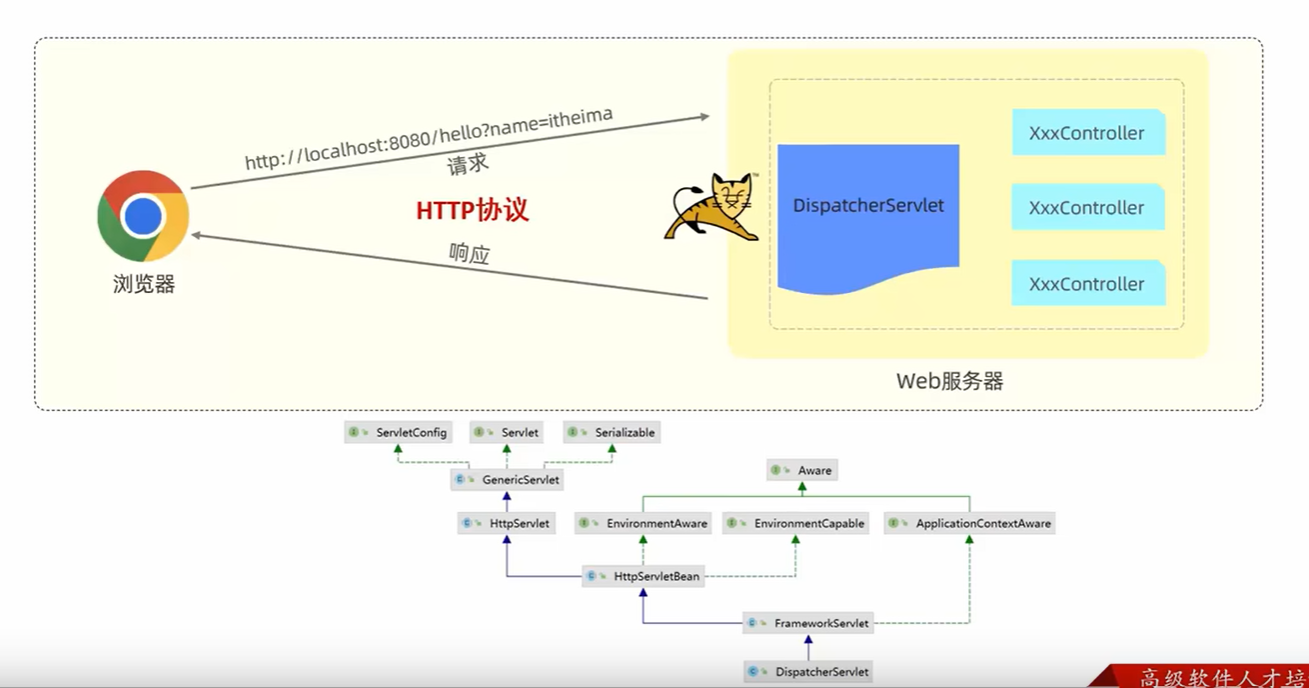 http://localhost:8080/hello?name=itheima
请求
HTTP协议
响应
浏览器
DispatcherServlet
XxxController
XxxController
XxxController
Web服务器
ServletConfig
Servlet
Serializable
GenericServlet
Aware
HttpServlet
EnvironmentAware
EnvironmentCapable
ApplicationContextAware
HttpServletBean
FrameworkServlet
DispatcherServlet
高级软件人才培